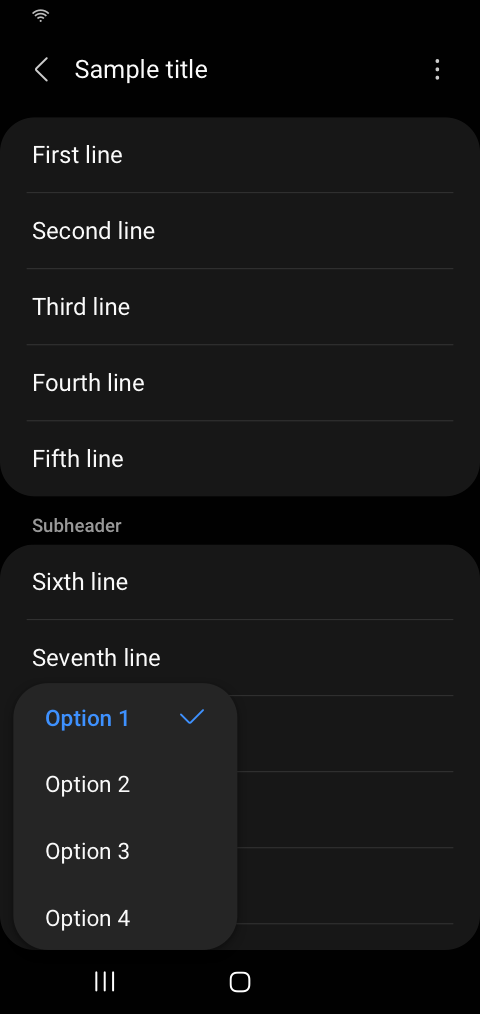 Sample title
First line
Second line
Third line
Fourth line
Fifth line
Subheader
Sixth line
Seventh line
Option 1
Option 2
Option 3
Option 4